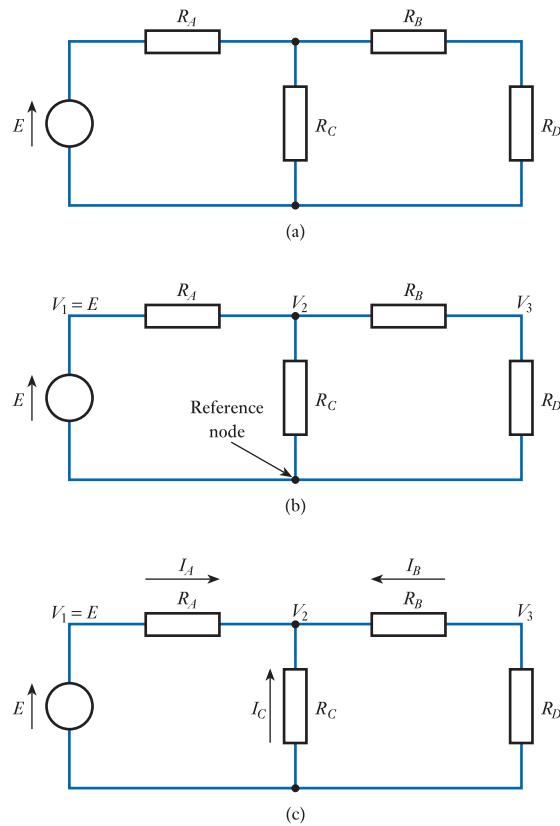 R_A R_B
E R_C R_D
(a)
V_1 = E R_A V_2 R_B V_3
E R_C R_D
Reference
node
(b)
I_A I_B
V_1 = E R_A V_2 R_B V_3
E I_C R_C R_D
(c)